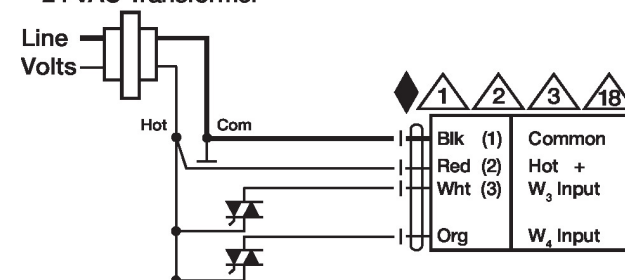 24 VAC Transformer
Line
Volts
Hot
Com
1 2 3 18
Blk (1) Common
Red (2) Hot +
Wht (3) W3 Input
Org W4 Input